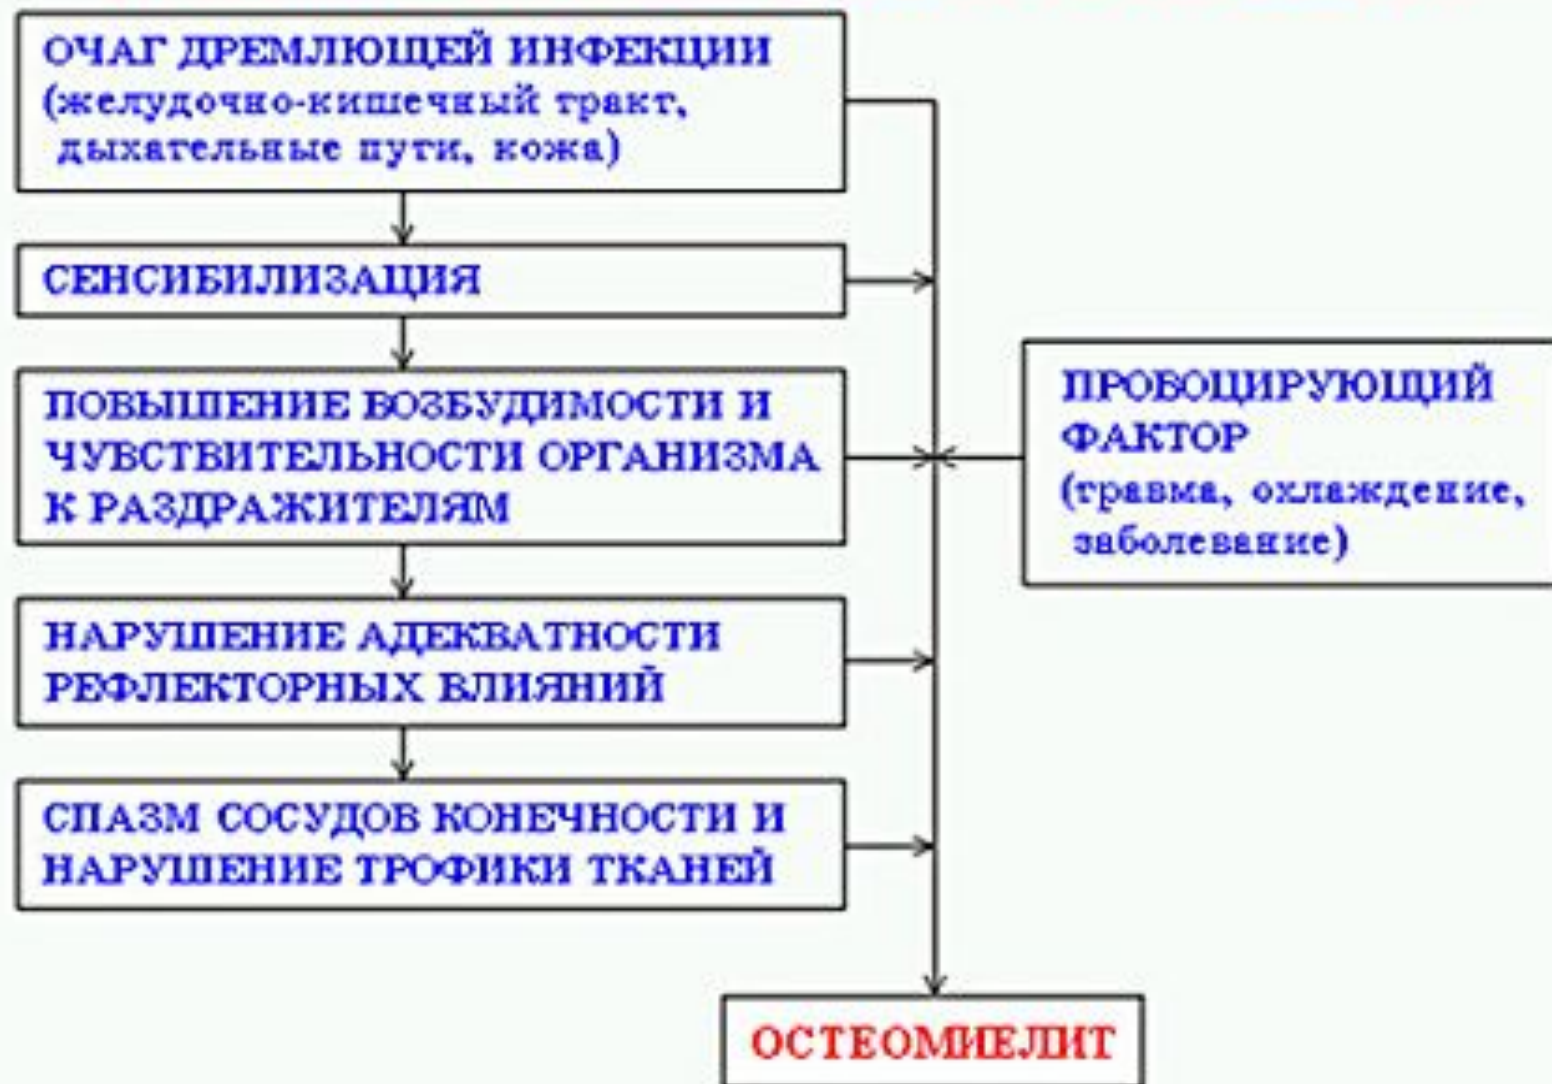 ОЧАГ ДРЕМЛЮЩЕЙ ИНФЕКЦИИ
(желудочно-кишечный тракт,
дыхательные пути, кожа)
СЕНСИБИЛИЗАЦИЯ
ПОВЫШЕНИЕ ВОЗБУДИМОСТИ И
ЧУВСТВИТЕЛЬНОСТИ ОРГАНИЗМА
К РАЗДРАЖИТЕЛЯМ
ПРОВОЦИРУЮЩИЙ
ФАКТОР
(травма, охлаждение,
заболевание)
НАРУШЕНИЕ АДЕКВАТНОСТИ
РЕФЛЕКТОРНЫХ ВЛИЯНИЙ
СПАЗМ СОСУДОВ КОНЕЧНОСТИ И
НАРУШЕНИЕ ТРОФИКИ ТКАНЕЙ
ОСТЕОМИЕЛИТ